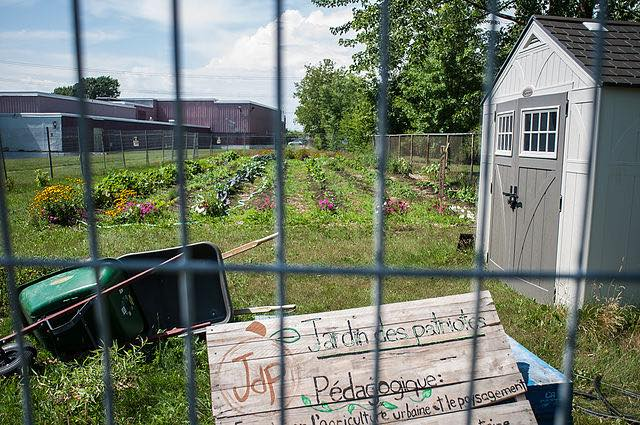 Jardin des patriotes
JdP
Pédagogique:
l'agriculture urbaine et le paysagement